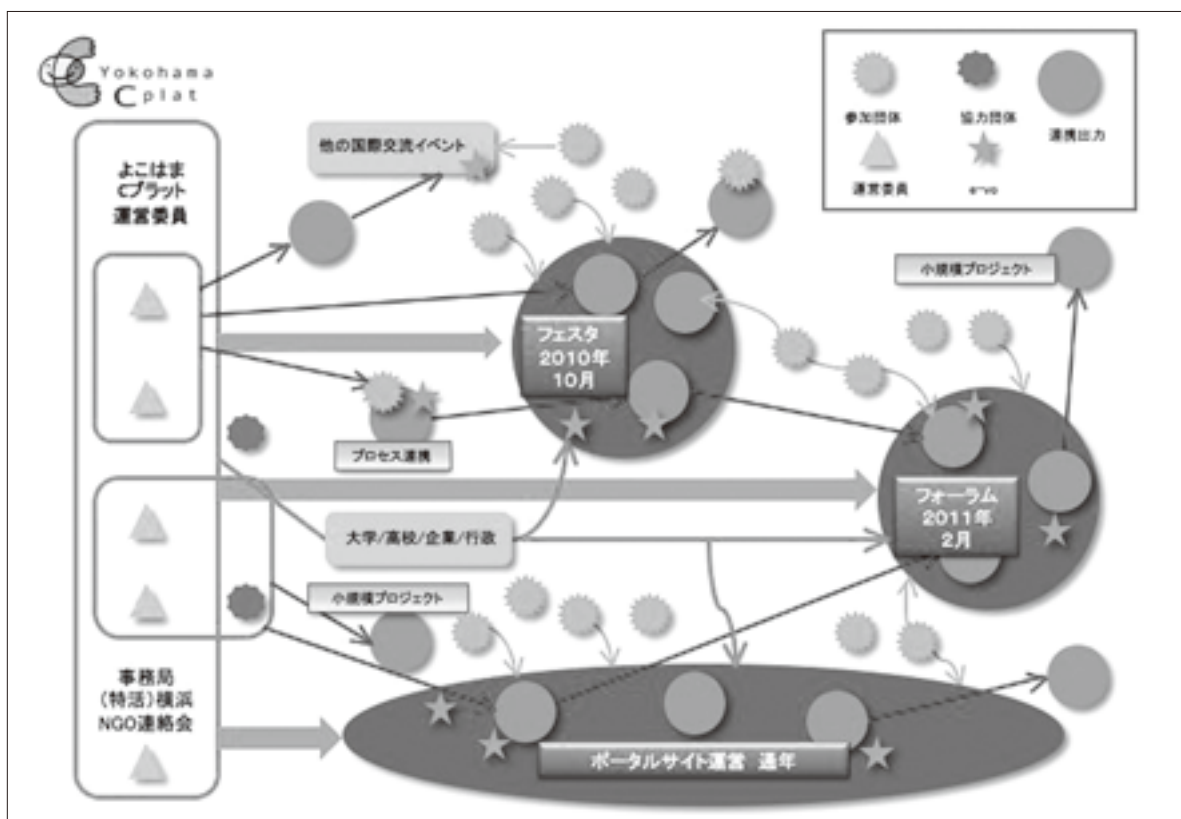 Yokohama
C plat
参加団体
協力団体
連携出力
運営委員
e-vo
よこはま
Cプラット
運営委員
他の国際交流イベント
小規模プロジェクト
フェスタ
2010年
10月
プロセス連携
フォーラム
2011年
2月
大学/高校/企業/行政
小規模プロジェクト
事務局
(特活)横浜
NGO連絡会
ポータルサイト運営 通年